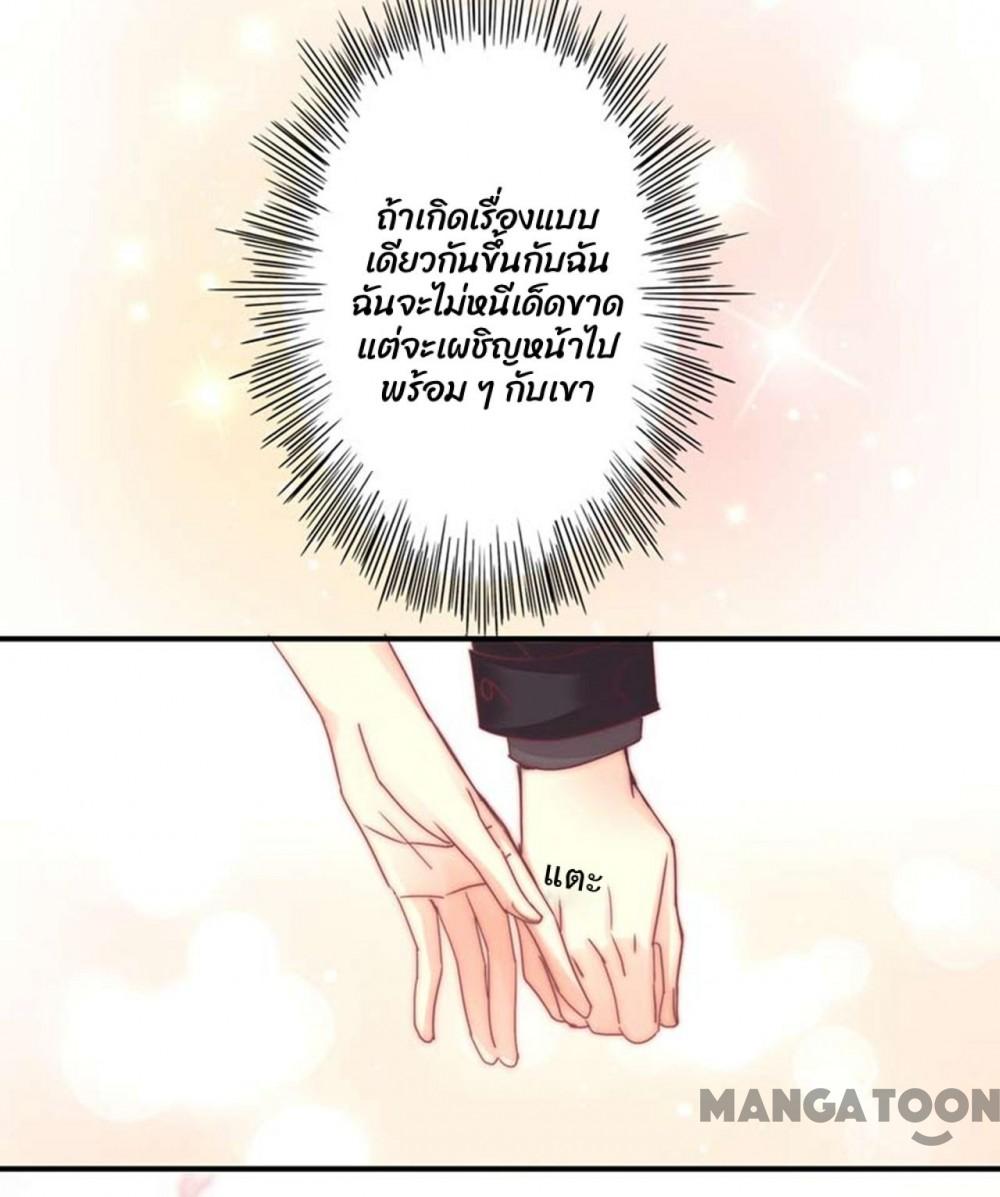 ถ้าเกิดเรื่องแบบ
เดียวกันขึ้นกับฉัน
ฉันจะไม่หนีเด็ดขาด
แต่จะเผชิญหน้าไป
พร้อม ๆ กับเขา
แตะ
MANGATOON